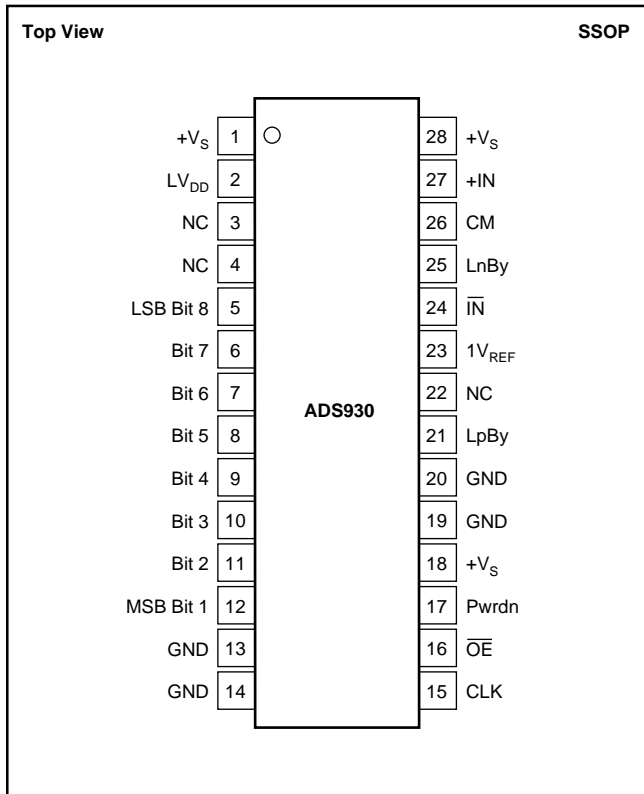 Top View SSOP
+VS 1 28 +VS
LVDD 2 27 +IN
NC 3 26 CM
NC 4 25 LnBy
LSB Bit 8 5 24 I̅N̅
Bit 7 6 23 1VREF
Bit 6 7 22 NC
ADS930
Bit 5 8 21 LpBy
Bit 4 9 20 GND
Bit 3 10 19 GND
Bit 2 11 18 +VS
MSB Bit 1 12 17 Pwrdn
GND 13 16 O̅E̅
GND 14 15 CLK